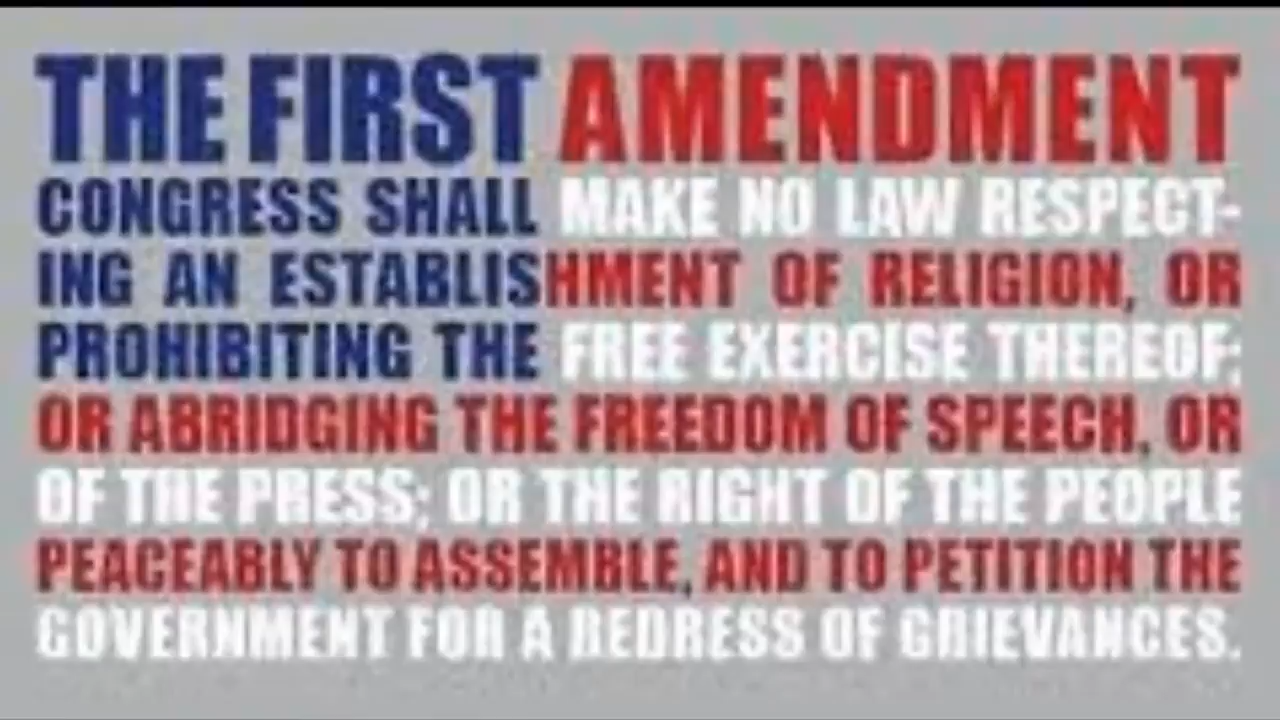 THE FIRST AMENDMENT
CONGRESS SHALL MAKE NO LAW RESPECT-
ING AN ESTABLISHMENT OF RELIGION, OR
PROHIBITING THE FREE EXERCISE THEREOF;
OR ABRIDGING THE FREEDOM OF SPEECH, OR
OF THE PRESS; OR THE RIGHT OF THE PEOPLE
PEACEABLY TO ASSEMBLE, AND TO PETITION THE
GOVERNMENT FOR A REDRESS OF GRIEVANCES.